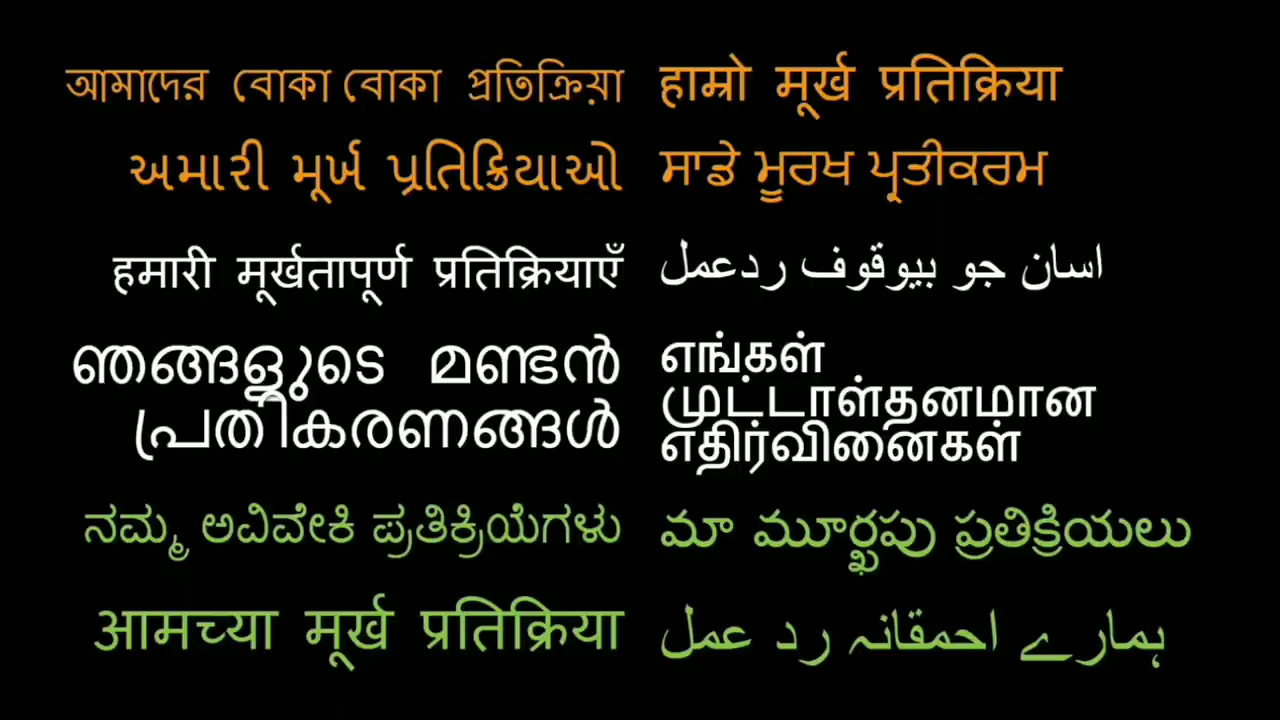 আমাদের বোকা বোকা প্রতিক্রিয়া
हाम्रो मूर्ख प्रतिक्रिया
અમારી મૂર્ખ પ્રતિક્રિયાઓ
ਸਾਡੇ ਮੂਰਖ ਪ੍ਰਤੀਕਰਮ
हमारी मूर्खतापूर्ण प्रतिक्रियाएँ
اسان جو بيوقوف ردعمل
ഞങ്ങളുടെ മണ്ടൻ
പ്രതികരണങ്ങൾ
எங்கள்
முட்டாள்தனமான
எதிர்வினைகள்
ನಮ್ಮ ಅವಿವೇಕಿ ಪ್ರತಿಕ್ರಿಯೆಗಳು
మా మూర్ఖపు ప్రతిక్రియలు
आमच्या मूर्ख प्रतिक्रिया
ہمارے احمقانہ رد عمل